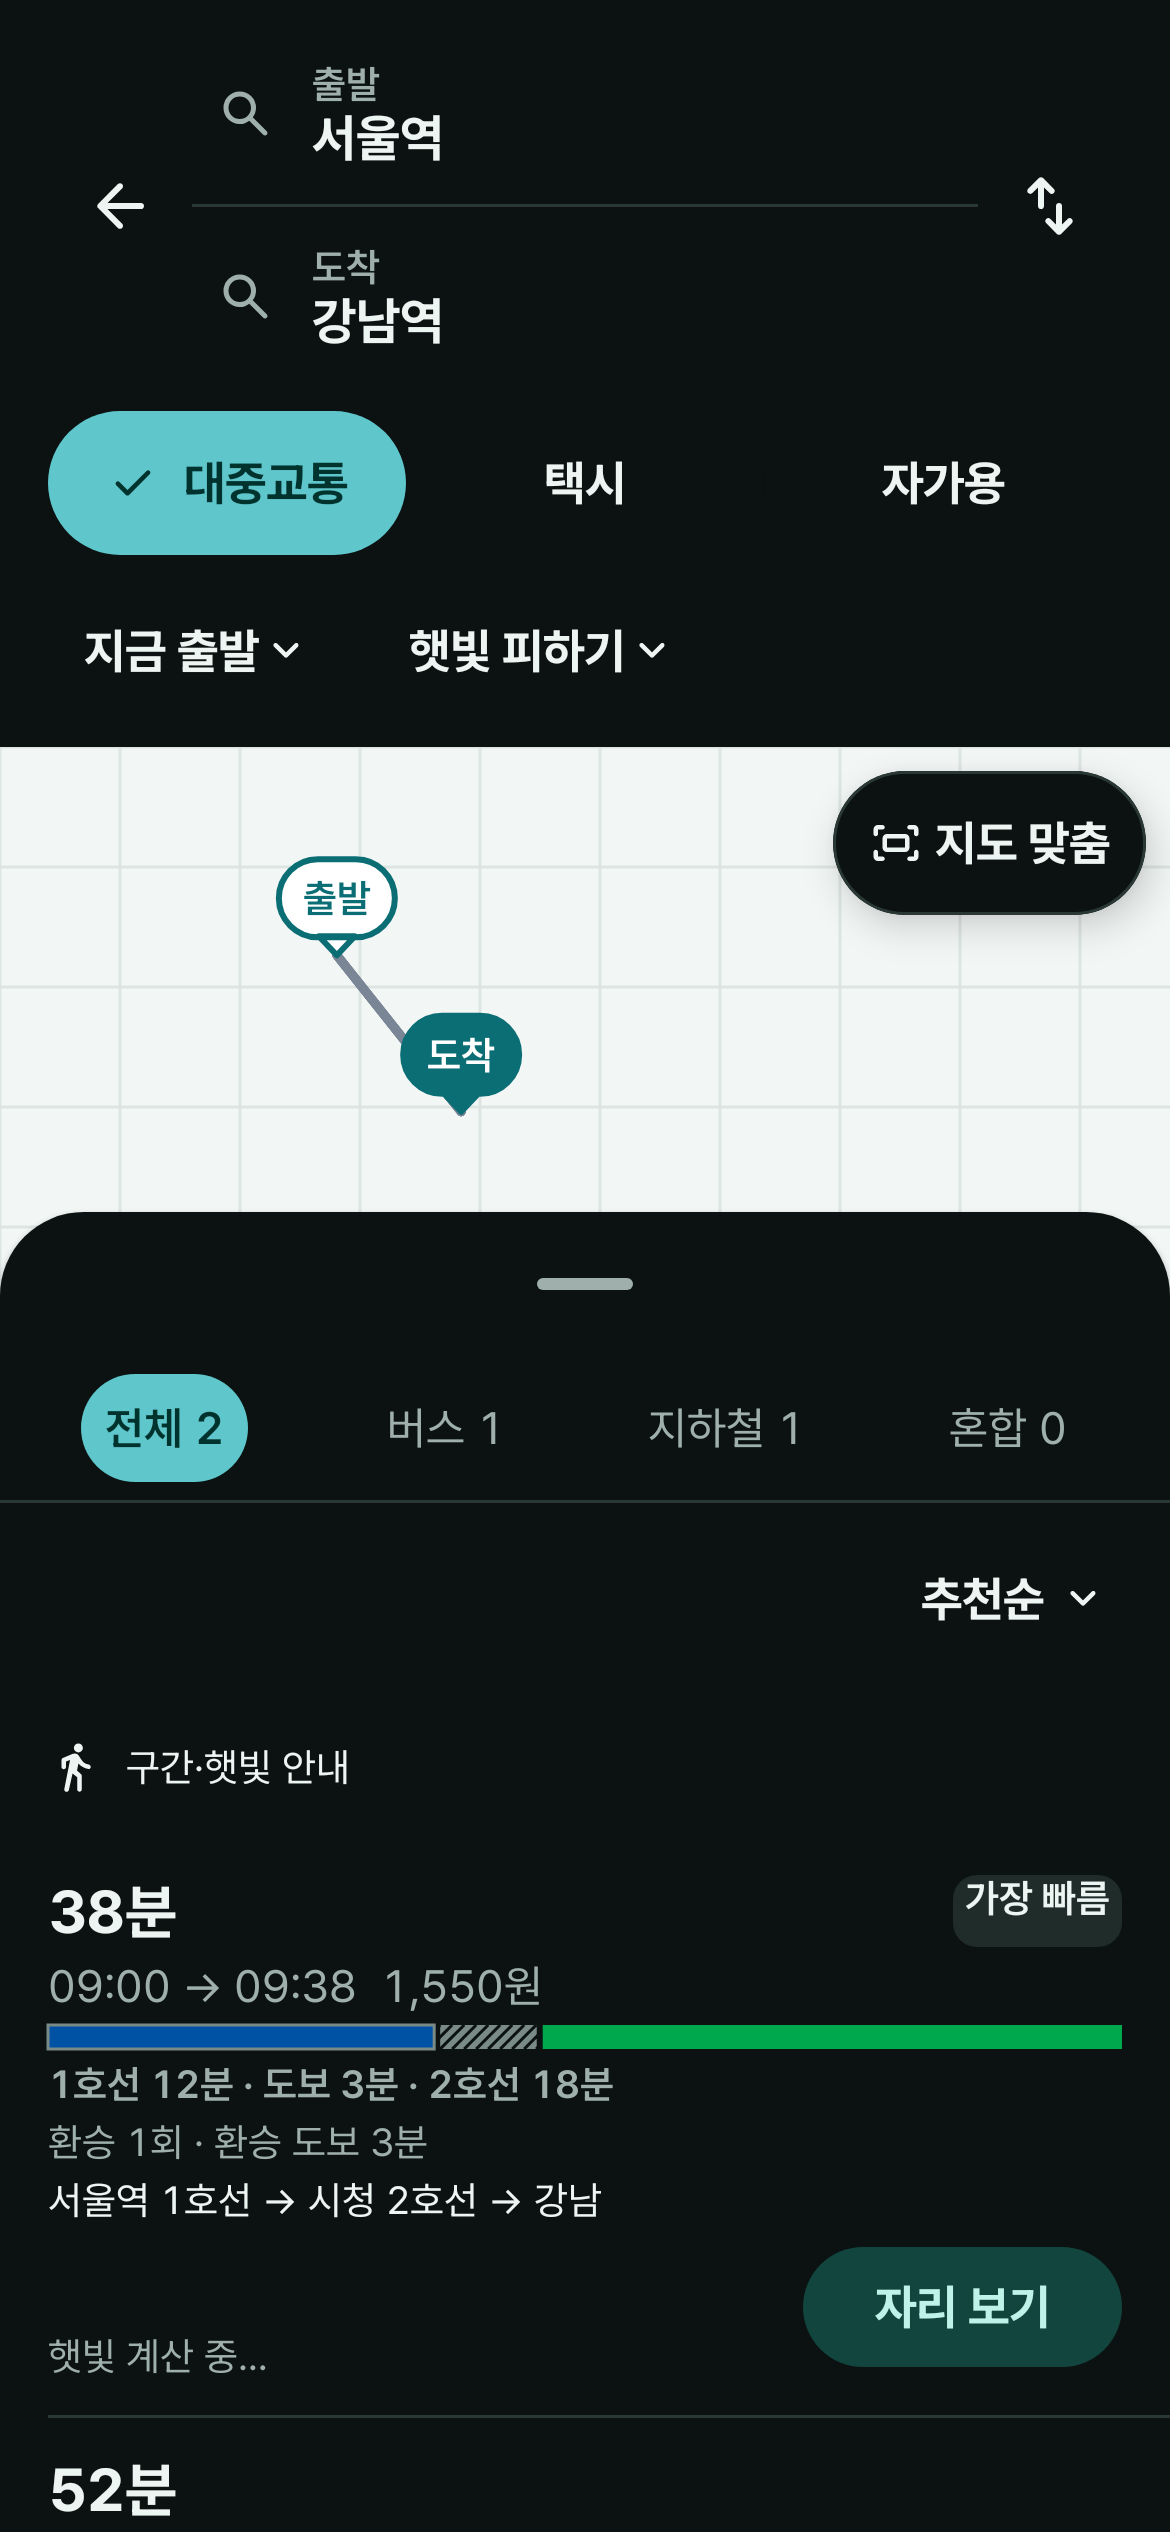 출발
서울역
도착
강남역
대중교통
택시
자가용
지금 출발
햇빛 피하기
지도 맞춤
출발
도착
전체 2
버스 1
지하철 1
혼합 0
추천순
구간·햇빛 안내
38분
가장 빠름
09:00 → 09:38 1,550원
1호선 12분 · 도보 3분 · 2호선 18분
환승 1회 · 환승 도보 3분
서울역 1호선 → 시청 2호선 → 강남
자리 보기
햇빛 계산 중...
52분